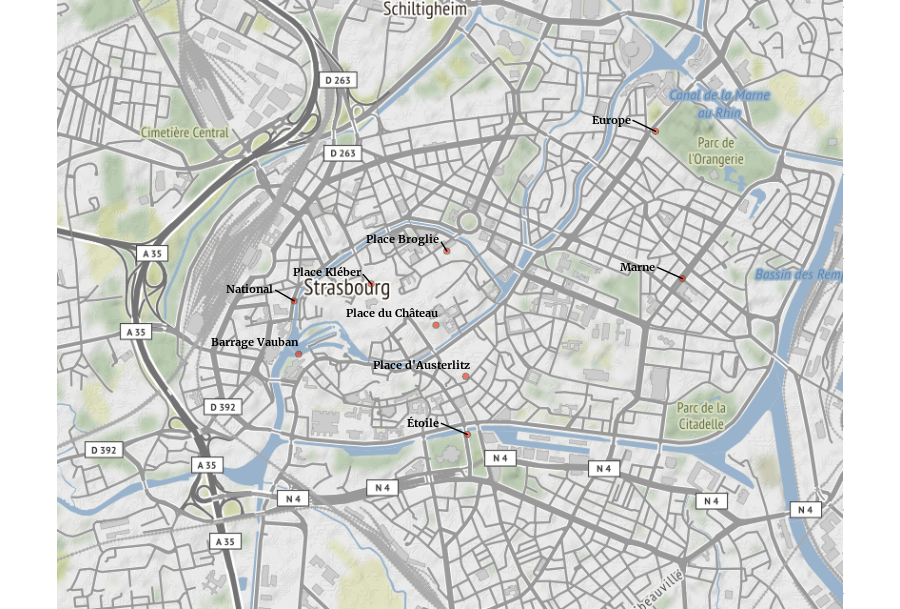 Schiltigheim
D 263
Canal de la Marne
au Rhin
Europe
Cimetière Central
D 263
Parc de
l'Orangerie
Place Broglie
A 35
Place Kléber
Marne
Bassin des Remp
National
Strasbourg
Place du Château
A 35
Barrage Vauban
Place d'Austerlitz
D 392
Parc de la
Citadelle
Étoile
D 392
A 35
N 4
N 4
N 4
N 4
N 4
N 4
A 35